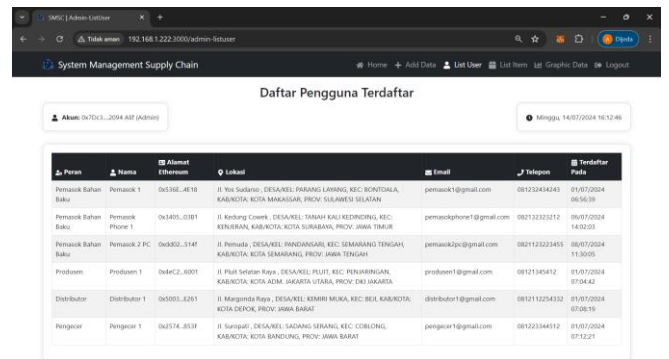 SMSC | Admin-ListUser
Tidak aman 192.168.1.222:3000/admin-listuser
Dijeda
System Management Supply Chain
Home Add Data List User List Item Graphic Data Logout
Daftar Pengguna Terdaftar
Akun: 0x7Dc3...2094 Alif (Admin)
Minggu, 14/07/2024 16:12:46
Peran Nama Alamat Ethereum Lokasi Email Telepon Terdaftar Pada
Pemasok Bahan Baku Pemasok 1 0x536E...4E18 Jl. Yos Sudarso , DESA/KEL: PARANG LAYANG, KEC: BONTOALA, KAB/KOTA: KOTA MAKASSAR, PROV: SULAWESI SELATAN pemasok1@gmail.com 081232434243 01/07/2024 06:56:39
Pemasok Bahan Baku Pemasok Phone 1 0x3405...0381 Jl. Kedung Cowek , DESA/KEL: TANAH KALI KEDINDING, KEC: KENJERAN, KAB/KOTA: KOTA SURABAYA, PROV: JAWA TIMUR pemasokphone1@gmail.com 082132323212 06/07/2024 14:02:03
Pemasok Bahan Baku Pemasok 2 PC 0xdd02...514f Jl. Pemuda , DESA/KEL: PANDANSARI, KEC: SEMARANG TENGAH, KAB/KOTA: KOTA SEMARANG, PROV: JAWA TENGAH pemasok2pc@gmail.com 0821123223455 08/07/2024 11:30:05
Produsen Produsen 1 0x4eC2...6001 Jl. Pluit Selatan Raya , DESA/KEL: PLUIT, KEC: PENJARINGAN, KAB/KOTA: KOTA ADM. JAKARTA UTARA, PROV: DKI JAKARTA produsen1@gmail.com 08121345412 01/07/2024 07:04:42
Distributor Distributor 1 0x5003...E261 Jl. Margonda Raya , DESA/KEL: KEMIRI MUKA, KEC: BEJI, KAB/KOTA: KOTA DEPOK, PROV: JAWA BARAT distributor1@gmail.com 0812112254332 01/07/2024 07:08:19
Pengecer Pengecer 1 0x2574...853f Jl. Suropati , DESA/KEL: SADANG SERANG, KEC: COBLONG, KAB/KOTA: KOTA BANDUNG, PROV: JAWA BARAT pengecer1@gmail.com 081223344512 01/07/2024 07:12:21